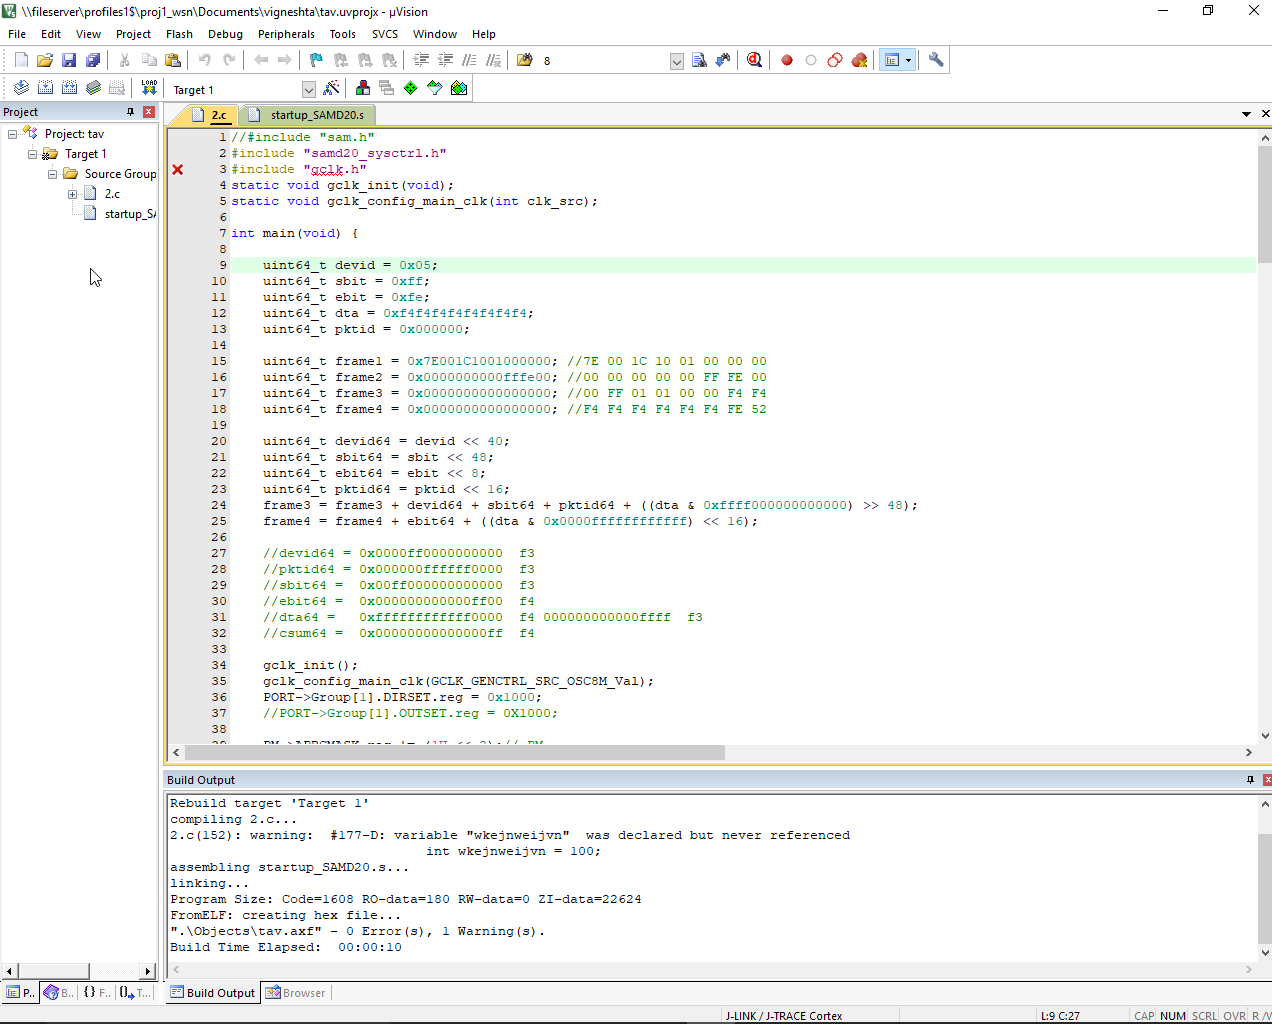 \\fileserver\profiles1$\proj1_wsn\Documents\vigneshta\tav.uvprojx - µVision
File Edit View Project Flash Debug Peripherals Tools SVCS Window Help
8
LOAD
Target 1
Project
2.c startup_SAMD20.s
Project: tav
Target 1
Source Group
2.c
startup_SA
1 //#include "sam.h"
2 #include "samd20_sysctrl.h"
3 #include "gclk.h"
4 static void gclk_init(void);
5 static void gclk_config_main_clk(int clk_src);
6
7 int main(void) {
8
9 uint64_t devid = 0x05;
10 uint64_t sbit = 0xff;
11 uint64_t ebit = 0xfe;
12 uint64_t dta = 0xf4f4f4f4f4f4f4f4;
13 uint64_t pktid = 0x000000;
14
15 uint64_t frame1 = 0x7E001C1001000000; //7E 00 1C 10 01 00 00 00
16 uint64_t frame2 = 0x0000000000fffe00; //00 00 00 00 00 FF FE 00
17 uint64_t frame3 = 0x0000000000000000; //00 FF 01 01 00 00 F4 F4
18 uint64_t frame4 = 0x0000000000000000; //F4 F4 F4 F4 F4 F4 FE 52
19
20 uint64_t devid64 = devid << 40;
21 uint64_t sbit64 = sbit << 48;
22 uint64_t ebit64 = ebit << 8;
23 uint64_t pktid64 = pktid << 16;
24 frame3 = frame3 + devid64 + sbit64 + pktid64 + ((dta & 0xffff000000000000) >> 48);
25 frame4 = frame4 + ebit64 + ((dta & 0x0000ffffffffffff) << 16);
26
27 //devid64 = 0x0000ff0000000000 f3
28 //pktid64 = 0x000000ffffff0000 f3
29 //sbit64 = 0x00ff000000000000 f3
30 //ebit64 = 0x000000000000ff00 f4
31 //dta64 = 0xffffffffffff0000 f4 000000000000ffff f3
32 //csum64 = 0x00000000000000ff f4
33
34 gclk_init();
35 gclk_config_main_clk(GCLK_GENCTRL_SRC_OSC8M_Val);
36 PORT->Group[1].DIRSET.reg = 0x1000;
37 //PORT->Group[1].OUTSET.reg = 0X1000;
38
Build Output
Rebuild target 'Target 1'
compiling 2.c...
2.c(152): warning: #177-D: variable "wkejnweijvn" was declared but never referenced
int wkejnweijvn = 100;
assembling startup_SAMD20.s...
linking...
Program Size: Code=1608 RO-data=180 RW-data=0 ZI-data=22624
FromELF: creating hex file...
".\Objects\tav.axf" - 0 Error(s), 1 Warning(s).
Build Time Elapsed: 00:00:10
P.. B.. {} F.. T... Build Output Browser
J-LINK / J-TRACE Cortex L:9 C:27 CAP NUM SCRL OVR R /W